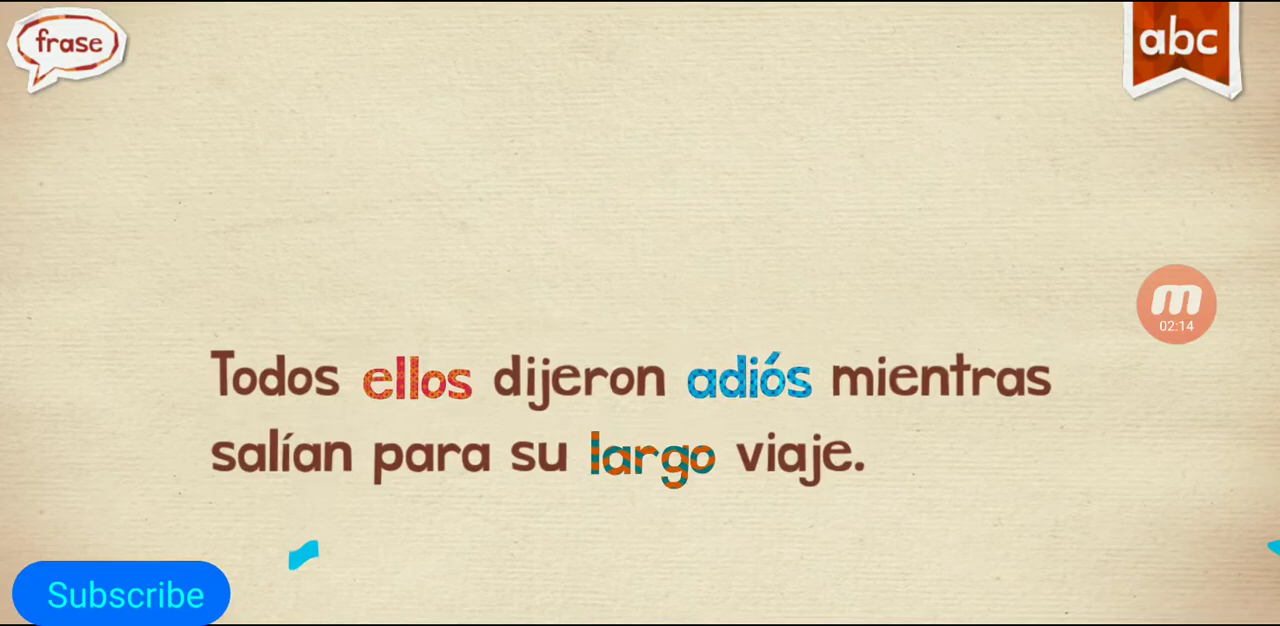 frase
abc
m
02:14
Todos ellos dijeron adiós mientras
salían para su largo viaje.
Subscribe